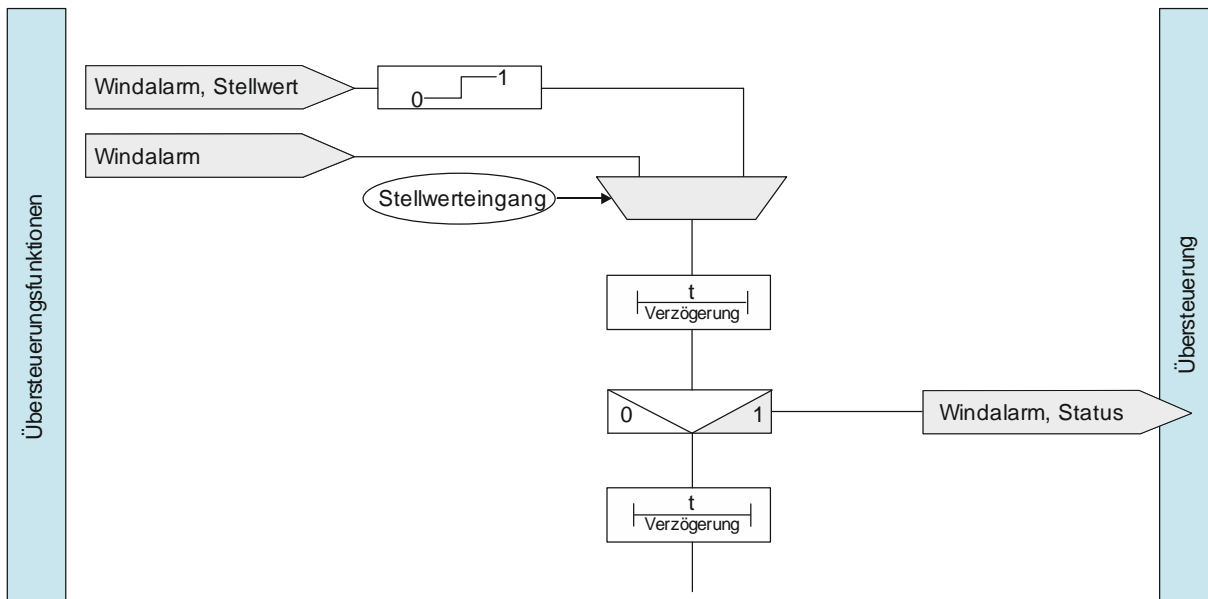 Übersteuerungsfunktionen
Windalarm, Stellwert
0 1
Windalarm
Stellwerteingang
t
Verzögerung
0 1
Windalarm, Status
t
Verzögerung
Übersteuerung